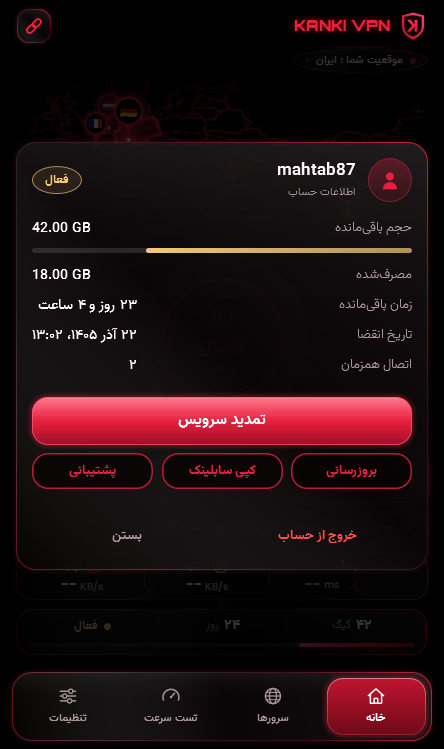 KANKI VPN
موقعیت شما : ایران
mahtab87
فعال
اطلاعات حساب
حجم باقی‌مانده 42.00 GB
مصرف‌شده 18.00 GB
زمان باقی‌مانده ۲۳ روز و ۴ ساعت
تاریخ انقضا ۲۲ آذر ۱۴۰۵، ۱۳:۰۲
اتصال همزمان ۲
تمدید سرویس
بروزرسانی کپی سابلینک پشتیبانی
خروج از حساب بستن
-- KB/s -- KB/s -- ms
۴۲ گیگ ۲۴ روز فعال
خانه سرورها تست سرعت تنظیمات